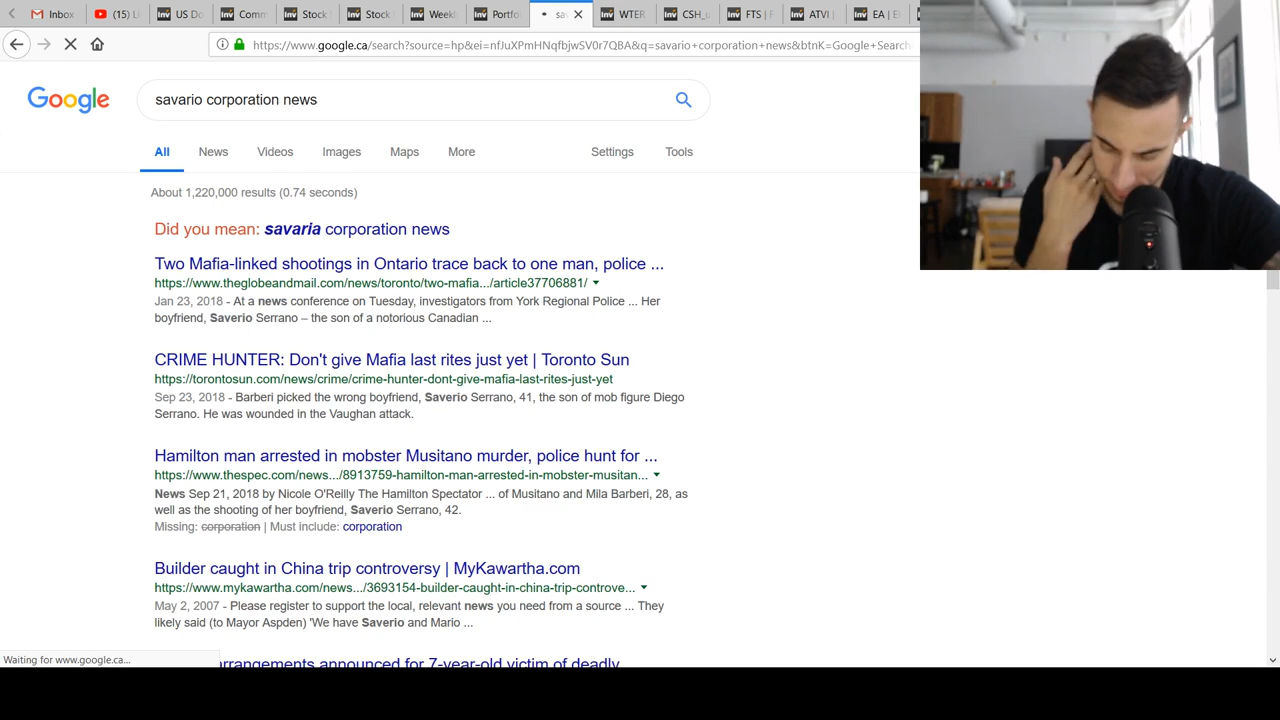 Inbox
(15) Li
US Do
Comm
Stock
Stock
Weekl
Portfo
sav
WTER
CSH_u
FTS | F
ATVI |
EA | El
https://www.google.ca/search?source=hp&ei=nfJuXPmHNqfbjwSV0r7QBA&q=savario+corporation+news&btnK=Google+Search
Google
savario corporation news
All News Videos Images Maps More Settings Tools
About 1,220,000 results (0.74 seconds)
Did you mean: savaria corporation news
Two Mafia-linked shootings in Ontario trace back to one man, police ...
https://www.theglobeandmail.com/news/toronto/two-mafia.../article37706881/
Jan 23, 2018 - At a news conference on Tuesday, investigators from York Regional Police ... Her
boyfriend, Saverio Serrano – the son of a notorious Canadian ...
CRIME HUNTER: Don't give Mafia last rites just yet | Toronto Sun
https://torontosun.com/news/crime/crime-hunter-dont-give-mafia-last-rites-just-yet
Sep 23, 2018 - Barberi picked the wrong boyfriend, Saverio Serrano, 41, the son of mob figure Diego
Serrano. He was wounded in the Vaughan attack.
Hamilton man arrested in mobster Musitano murder, police hunt for ...
https://www.thespec.com/news.../8913759-hamilton-man-arrested-in-mobster-musitan...
News Sep 21, 2018 by Nicole O'Reilly The Hamilton Spectator ... of Musitano and Mila Barberi, 28, as
well as the shooting of her boyfriend, Saverio Serrano, 42.
Missing: corporation | Must include: corporation
Builder caught in China trip controversy | MyKawartha.com
https://www.mykawartha.com/news.../3693154-builder-caught-in-china-trip-controve...
May 2, 2007 - Please register to support the local, relevant news you need from a source ... They
likely said (to Mayor Aspden) 'We have Saverio and Mario ...
arrangements announced for 7-year-old victim of deadly
Waiting for www.google.ca...